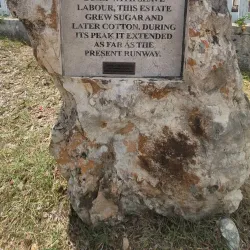 LABOUR, THIS ESTATE
GREW SUGAR AND
LATER COTTON. DURING
ITS PEAK IT EXTENDED
AS FAR AS THE
PRESENT RUNWAY.